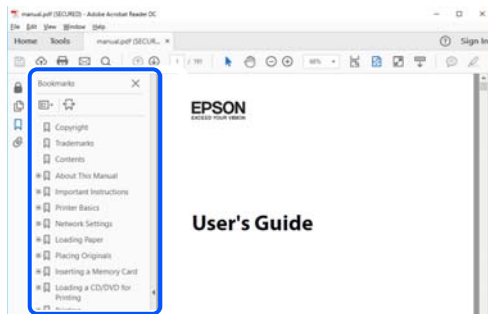 manual.pdf (SECURED) - Adobe Acrobat Reader DC
File Edit View Window Help
Home Tools manual.pdf (SECUR... ×
Sign In
Bookmarks
EPSON
EXCEED YOUR VISION
Copyright
Trademarks
Contents
About This Manual
Important Instructions
Printer Basics
Network Settings
User's Guide
Loading Paper
Placing Originals
Inserting a Memory Card
Loading a CD/DVD for
Printing